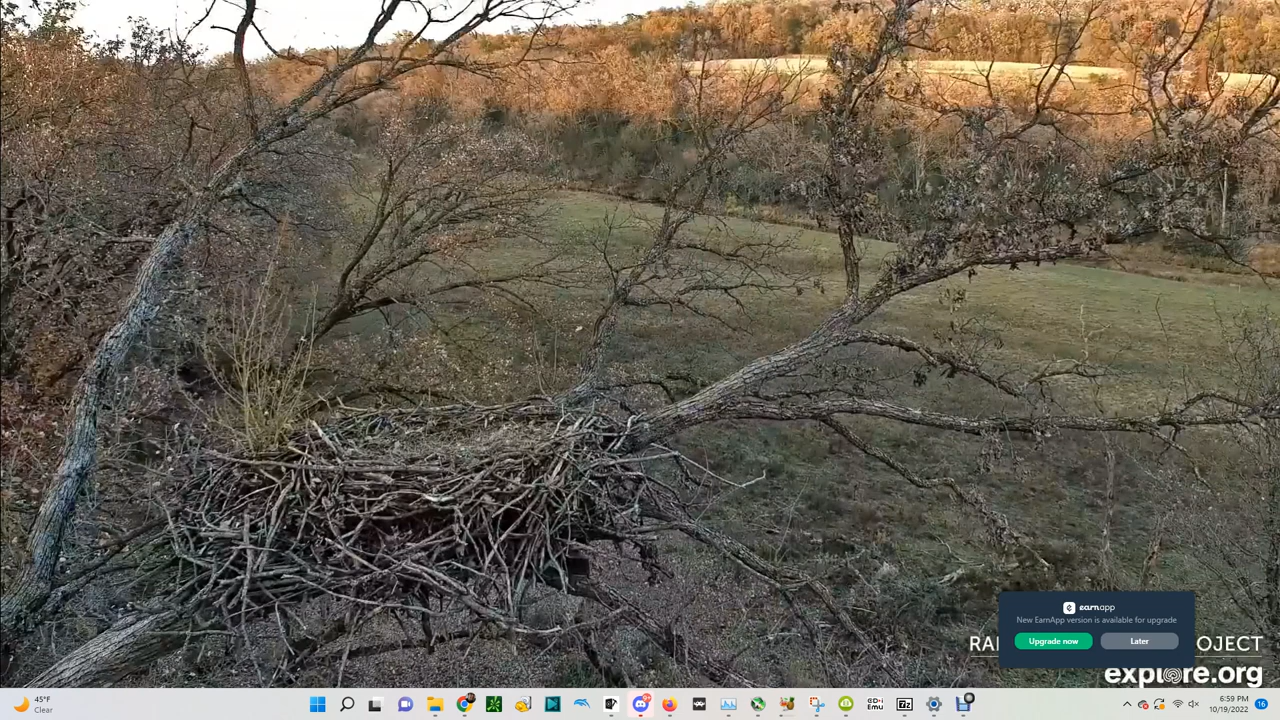 earnapp
New EarnApp version is available for upgrade
Upgrade now
Later
OJECT
explore.org
45°F
Clear
6:59 PM
10/19/2022
16